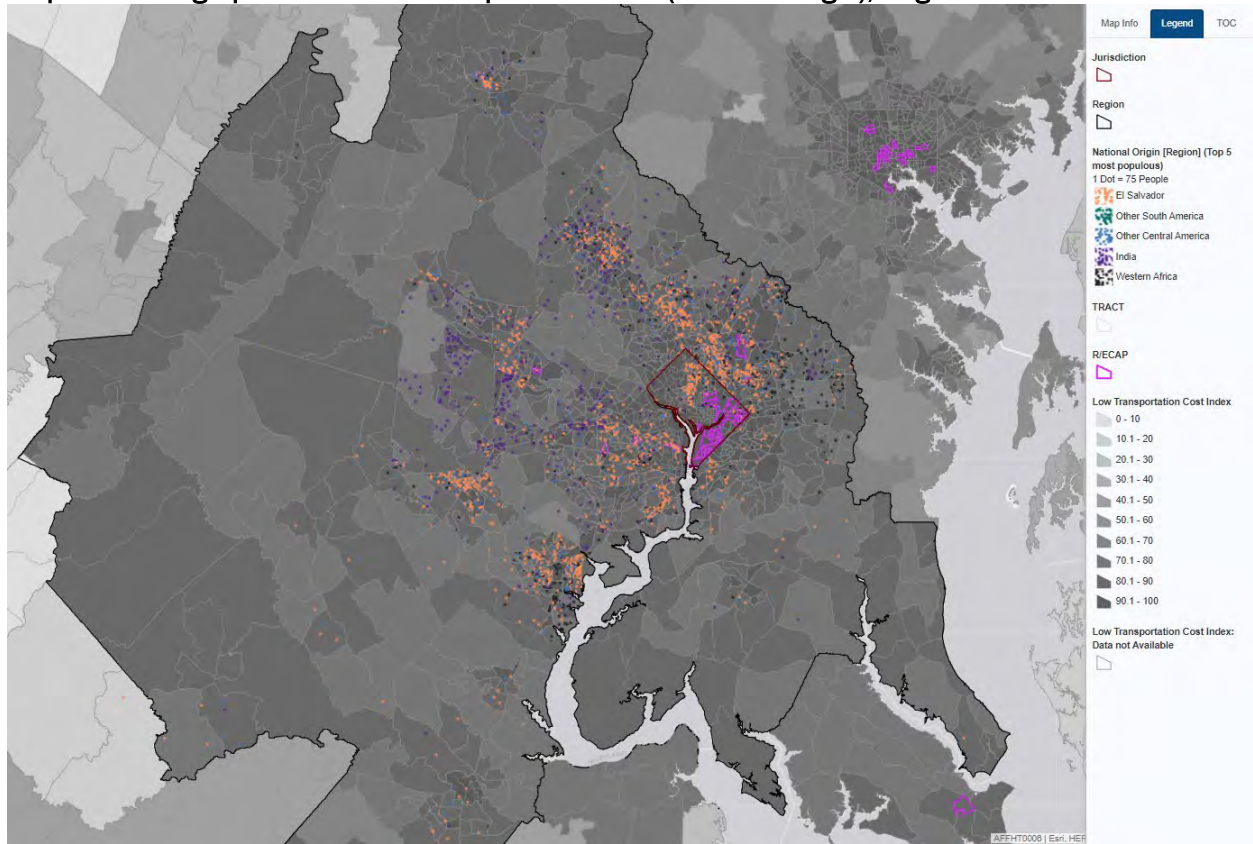 Map Info Legend TOC
Jurisdiction
Region
National Origin [Region] (Top 5
most populous)
1 Dot = 75 People
El Salvador
Other South America
Other Central America
India
Western Africa
TRACT
R/ECAP
Low Transportation Cost Index
0 - 10
10.1 - 20
20.1 - 30
30.1 - 40
40.1 - 50
50.1 - 60
60.1 - 70
70.1 - 80
80.1 - 90
90.1 - 100
Low Transportation Cost Index:
Data not Available
AFFHT0006 | Esri, HER